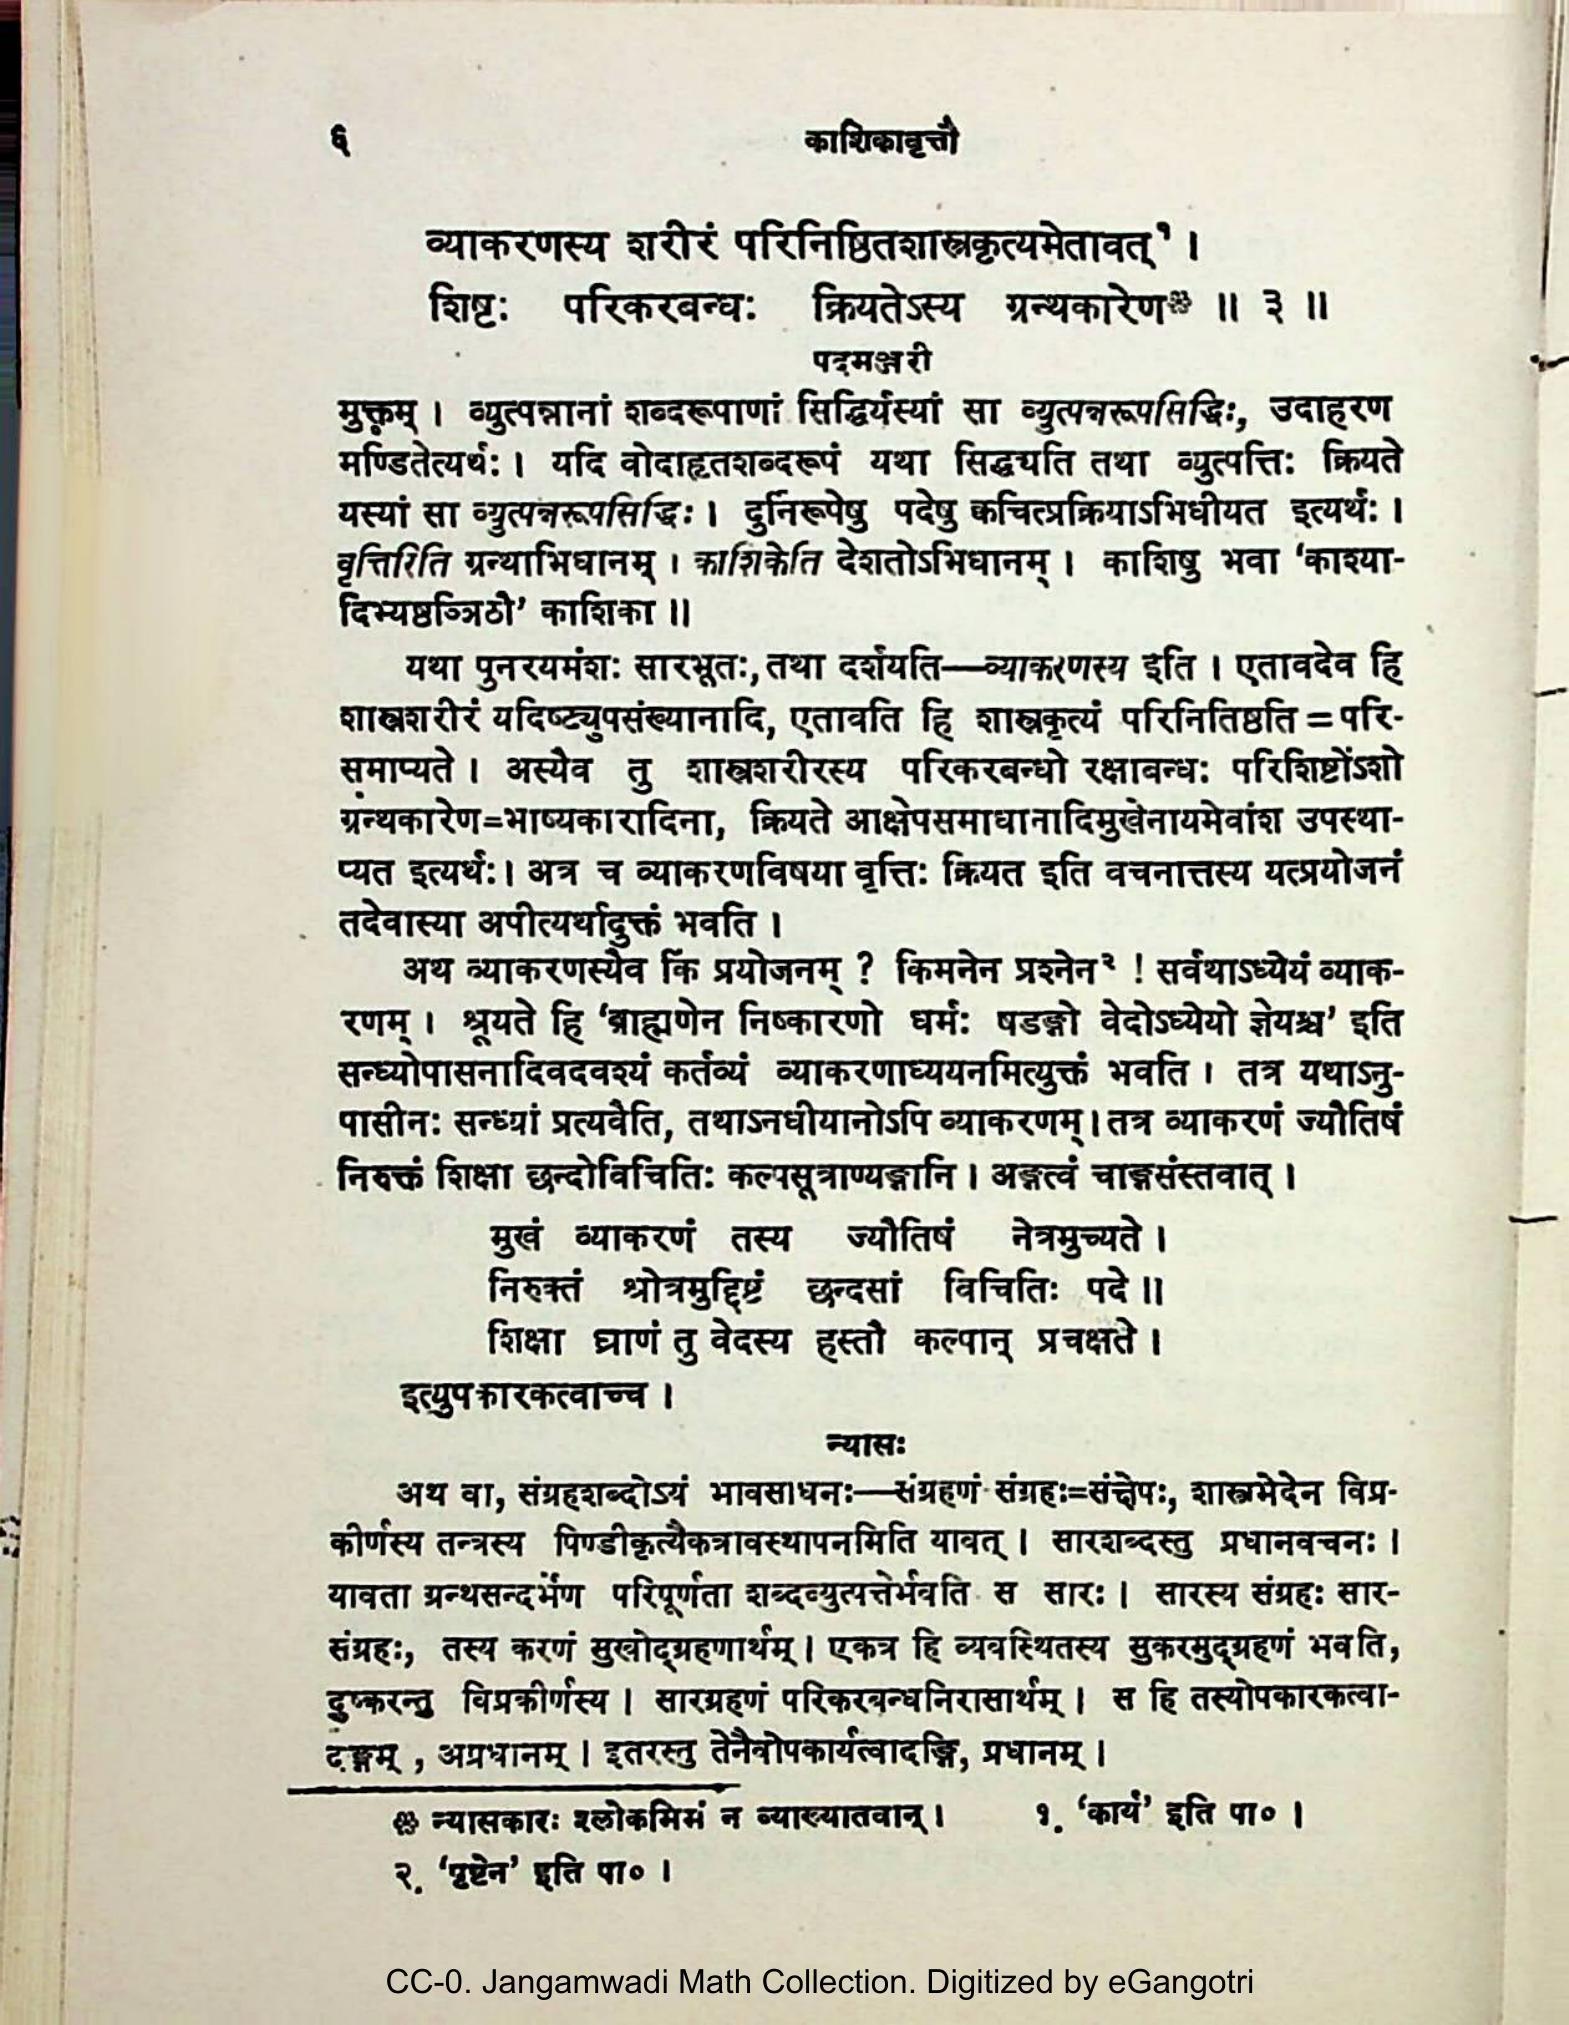 ६ काशिकावृत्तौ
व्याकरणस्य शरीरं परिनिष्ठितशास्त्रकृत्यमेतावत्¹ ।
शिष्टः परिकरबन्धः क्रियतेऽस्य ग्रन्थकारेण❀ ॥ ३ ॥
पदमञ्जरी
मुक्तम् । व्युत्पन्नानां शब्दरूपाणां सिद्धिर्यस्यां सा व्युत्पन्नरूपसिद्धिः, उदाहरण
मण्डितेत्यर्थः । यदि वोदाहृतशब्दरूपं यथा सिद्ध्यति तथा व्युत्पत्तिः क्रियते
यस्यां सा व्युत्पन्नरूपसिद्धिः । दुर्निरूपेषु पदेषु क्वचित्प्रक्रियाऽभिधीयत इत्यर्थः ।
वृत्तिरिति ग्रन्थाभिधानम् । काशिकेति देशतोऽभिधानम् । काशिषु भवा ‘काश्या-
दिभ्यष्ठञ्ञिठौ’ काशिका ॥
यथा पुनरयमंशः सारभूतः, तथा दर्शयति—व्याकरणस्य इति । एतावदेव हि
शास्त्रशरीरं यदिष्ट्युपसंख्यानादि, एतावति हि शास्त्रकृत्यं परिनितिष्ठति = परि-
समाप्यते । अस्यैव तु शास्त्रशरीरस्य परिकरबन्धो रक्षाबन्धः परिशिष्टोंऽशो
ग्रन्थकारेण=भाष्यकारादिना, क्रियते आक्षेपसमाधानादिमुखेनायमेवांश उपस्था-
प्यत इत्यर्थः। अत्र च व्याकरणविषया वृत्तिः क्रियत इति वचनात्तस्य यत्प्रयोजनं
तदेवास्या अपीत्यर्थादुक्तं भवति ।
अथ व्याकरणस्यैव किं प्रयोजनम् ? किमनेन प्रश्नेन² ! सर्वथाऽध्येयं व्याक-
रणम् । श्रूयते हि ‘ब्राह्मणेन निष्कारणो धर्मः षडङ्गो वेदोऽध्येयो ज्ञेयश्च’ इति
सन्ध्योपासनादिवदवश्यं कर्तव्यं व्याकरणाध्ययनमित्युक्तं भवति । तत्र यथाऽनु-
पासीनः सन्ध्यां प्रत्यवैति, तथाऽनधीयानोऽपि व्याकरणम्। तत्र व्याकरणं ज्यौतिषं
निरुक्तं शिक्षा छन्दोविचितिः कल्पसूत्राण्यङ्गानि । अङ्गत्वं चाङ्गसंस्तवात् ।
मुखं व्याकरणं तस्य ज्यौतिषं नेत्रमुच्यते ।
निरुक्तं श्रोत्रमुद्दिष्टं छन्दसां विचितिः पदे ॥
शिक्षा घ्राणं तु वेदस्य हस्तौ कल्पान् प्रचक्षते ।
इत्युपकारकत्वाच्च ।
न्यासः
अथ वा, संग्रहशब्दोऽयं भावसाधनः—संग्रहणं संग्रहः=संक्षेपः, शास्त्रभेदेन विप्र-
कीर्णस्य तन्त्रस्य पिण्डीकृत्यैकत्रावस्थापनमिति यावत् । सारशब्दस्तु प्रधानवचनः ।
यावता ग्रन्थसन्दर्भेण परिपूर्णता शब्दव्युत्पत्तेर्भवति स सारः । सारस्य संग्रहः सार-
संग्रहः, तस्य करणं सुखोद्ग्रहणार्थम् । एकत्र हि व्यवस्थितस्य सुकरमुद्ग्रहणं भवति,
दुष्करन्तु विप्रकीर्णस्य । सारग्रहणं परिकरबन्धनिरासार्थम् । स हि तस्योपकारकत्वा-
दङ्गम् , अप्रधानम् । इतरस्तु तेनैवोपकार्यत्वादङ्गि, प्रधानम् ।
❀ न्यासकारः श्लोकमिमं न व्याख्यातवान् । १. ‘कार्यं’ इति पा० ।
२. ‘पृष्टेन’ इति पा० ।
CC-0. Jangamwadi Math Collection. Digitized by eGangotri